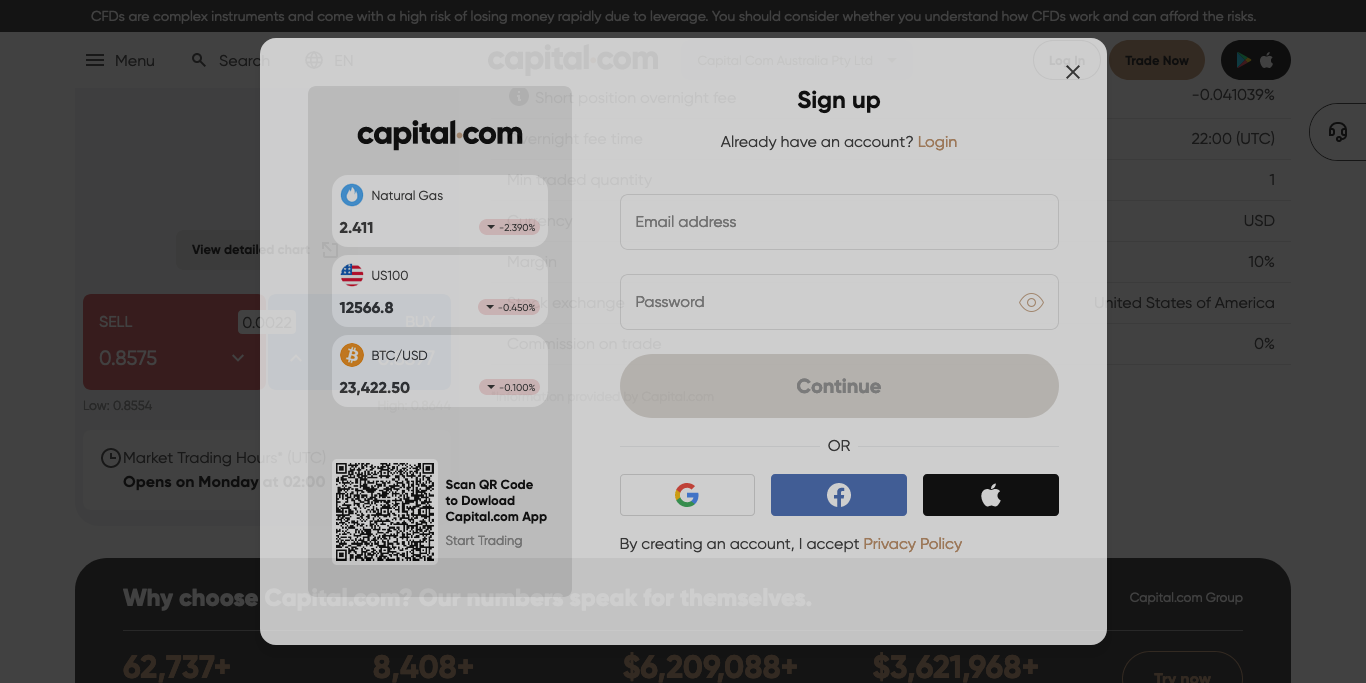 CFDs are complex instruments and come with a high risk of losing money rapidly due to leverage. You should consider whether you understand how CFDs work and can afford the risks.
Menu
Search
EN
capital.com
Capital Com Australia Pty Ltd
Log In
Trade Now
Short position overnight fee
-0.041039%
Overnight fee time
22:00 (UTC)
Min traded quantity
1
Currency
USD
Margin
10%
Stock exchange
United States of America
Commission on trade
0%
*Information provided by Capital.com
View detailed chart
SELL
0.8575
0.0022
BUY
Low: 0.8554
Market Trading Hours* (UTC)
Opens on Monday at 02:00
capital.com
Natural Gas
2.411
-2.390%
US100
12566.8
-0.450%
BTC/USD
23,422.50
-0.100%
Scan QR Code
to Dowload
Capital.com App
Start Trading
Sign up
Already have an account? Login
Email address
Password
Continue
OR
By creating an account, I accept Privacy Policy
Why choose Capital.com? Our numbers speak for themselves.
Capital.com Group
62,737+
8,408+
$6,209,088+
$3,621,968+
Try now